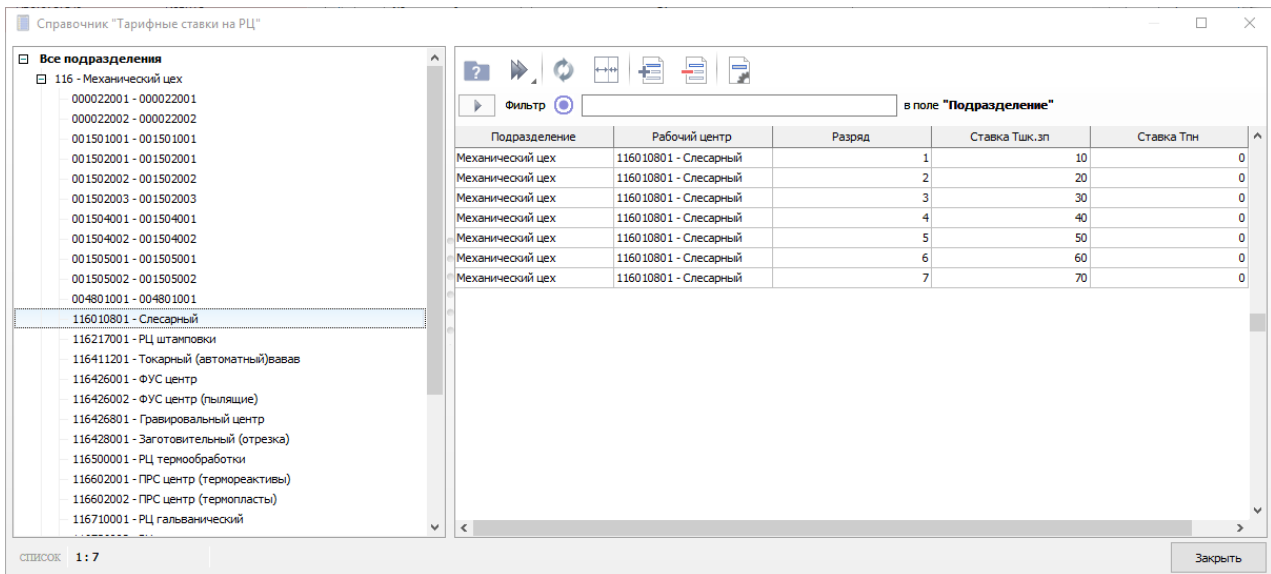 Справочник "Тарифные ставки на РЦ"
Все подразделения
116 - Механический цех
000022001 - 000022001
000022002 - 000022002
001501001 - 001501001
001502001 - 001502001
001502002 - 001502002
001502003 - 001502003
001504001 - 001504001
001504002 - 001504002
001505001 - 001505001
001505002 - 001505002
004801001 - 004801001
116010801 - Слесарный
116217001 - РЦ штамповки
116411201 - Токарный (автоматный)вавав
116426001 - ФУС центр
116426002 - ФУС центр (пылящие)
116426801 - Гравировальный центр
116428001 - Заготовительный (отрезка)
116500001 - РЦ термообработки
116602001 - ПРС центр (термореактивы)
116602002 - ПРС центр (термопласты)
116710001 - РЦ гальванический
Фильтр в поле "Подразделение"
Подразделение Рабочий центр Разряд Ставка Тшк.зп Ставка Тпн
Механический цех 116010801 - Слесарный 1 10 0
Механический цех 116010801 - Слесарный 2 20 0
Механический цех 116010801 - Слесарный 3 30 0
Механический цех 116010801 - Слесарный 4 40 0
Механический цех 116010801 - Слесарный 5 50 0
Механический цех 116010801 - Слесарный 6 60 0
Механический цех 116010801 - Слесарный 7 70 0
СПИСОК 1:7
Закрыть